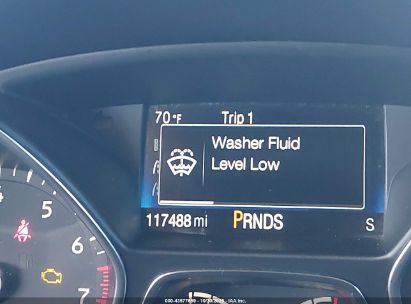 70 °F Trip 1
Washer Fluid
Level Low
117488 mi PRNDS S
5
6
7